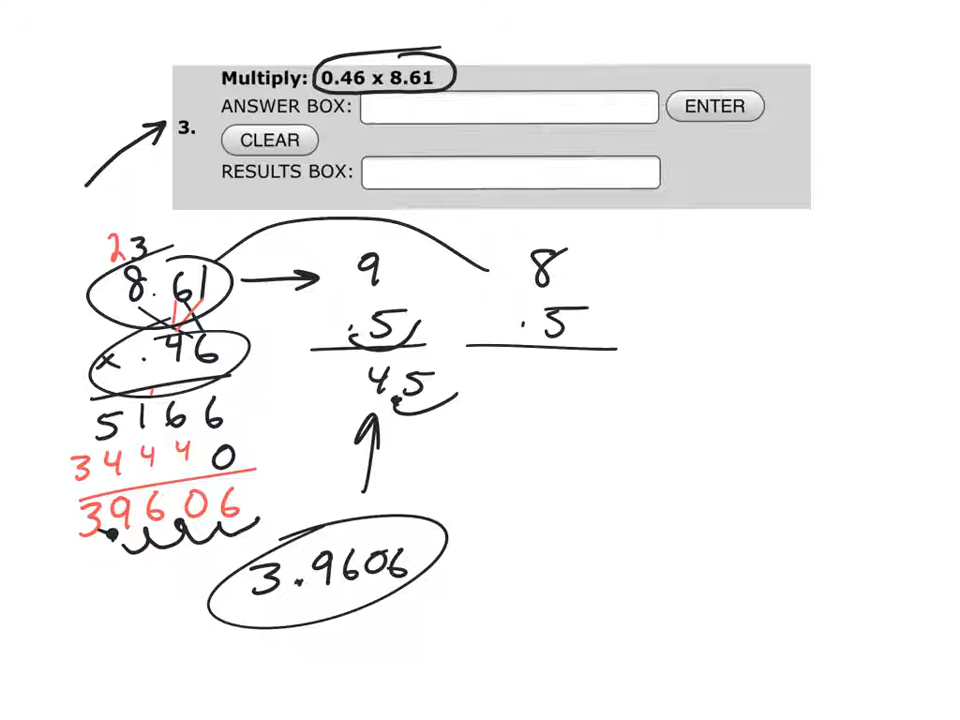 Multiply: 0.46 x 8.61
ANSWER BOX: ENTER
3.
CLEAR
RESULTS BOX:
23
8.61
x .46
5166
34440
39606
9
.5
4.5
8
.5
3.9606